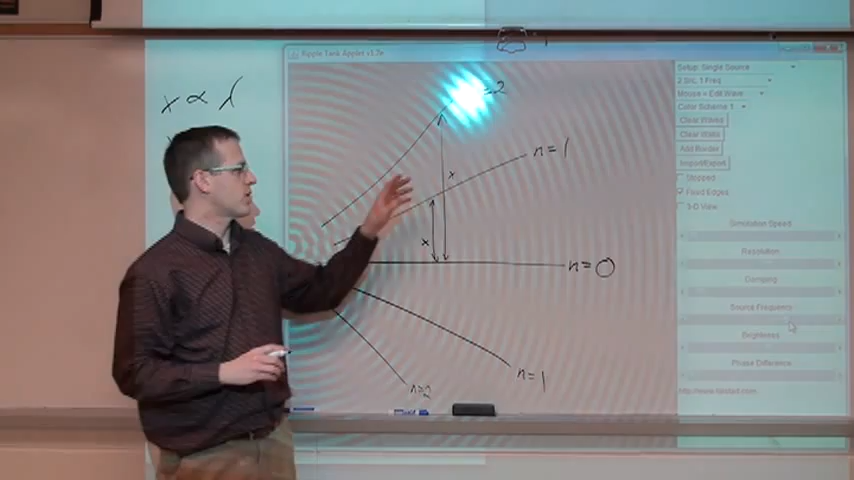 Ripple Tank Applet v1.7e
Setup: Single Source
2 Src, 1 Freq
Mouse = Edit Wave
Color Scheme 1
Clear Waves
Clear Walls
Add Border
Import/Export
Stopped
Fixed Edges
3-D View
Simulation Speed
Resolution
Damping
Source Frequency
Brightness
Phase Difference
http://www.falstad.com
x ∝ λ
2
n=1
x
x
n=0
n=1
n=2